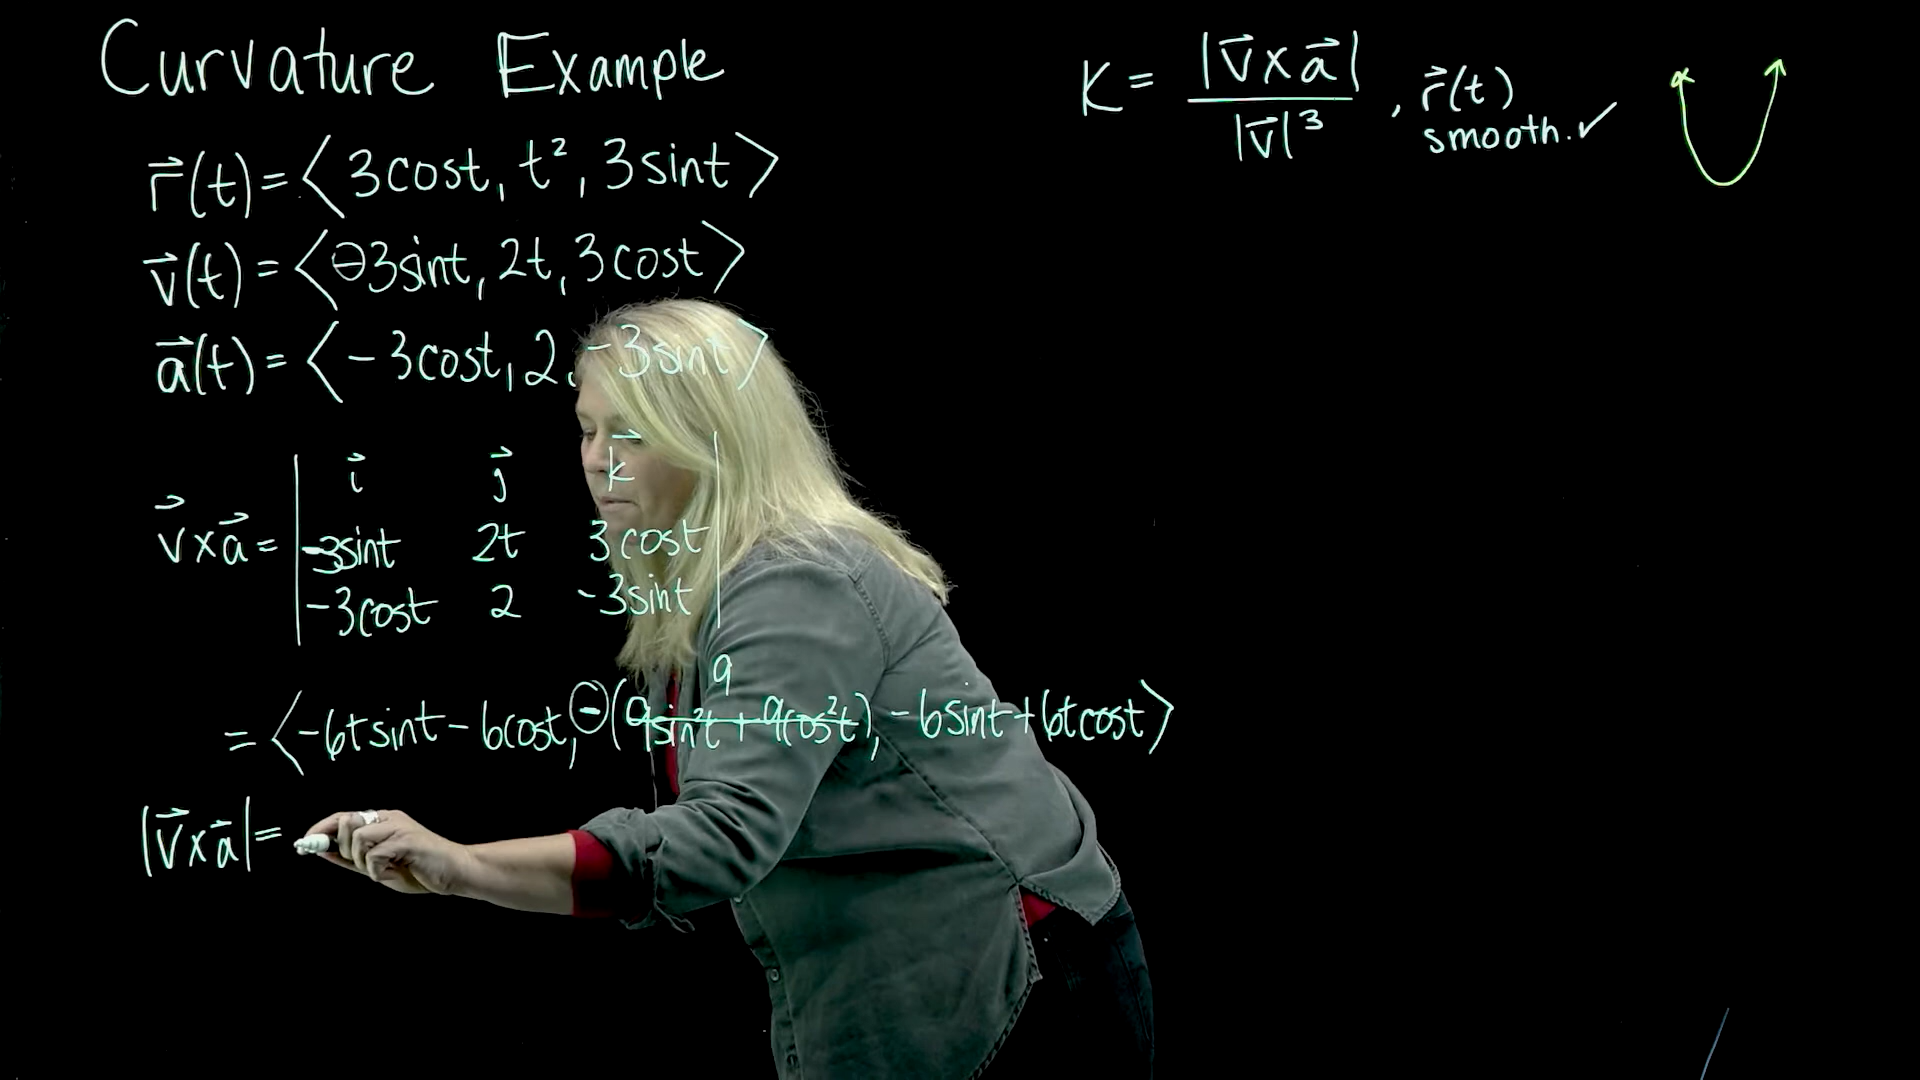 Curvature Example
K = |v⃗ x a⃗| / |v⃗|³ , r⃗(t) smooth. ✓
r⃗(t) = ⟨3cost, t², 3sint⟩
v⃗(t) = ⟨-3sint, 2t, 3cost⟩
a⃗(t) = ⟨-3cost, 2, -3sint⟩
v⃗ x a⃗ = | i⃗ j⃗ k⃗ |
| -3sint 2t 3cost |
| -3cost 2 -3sint |
9
= ⟨-6tsint - 6cost, -(9sin²t + 9cos²t), -6sint + 6tcost⟩
|v⃗ x a⃗| =